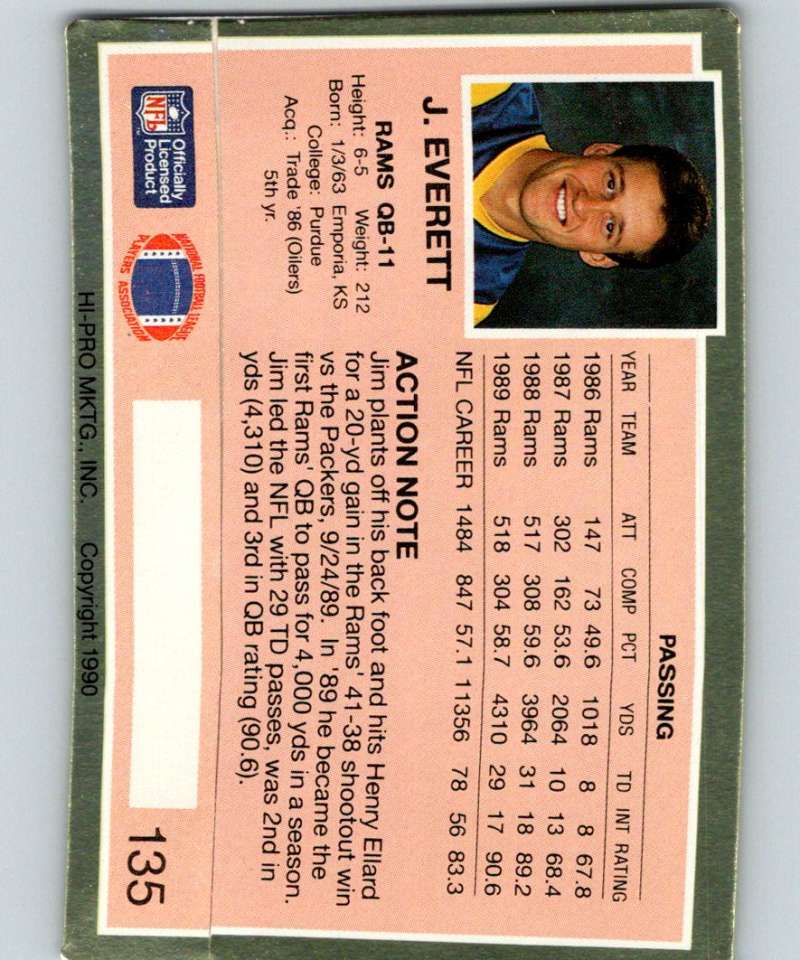 J. EVERETT
RAMS QB-11
Height: 6-5 Weight: 212
Born: 1/3/63 Emporia, KS
College: Purdue
Acq.: Trade '86 (Oilers)
5th yr.
PASSING
YEAR TEAM ATT COMP PCT YDS TD INT RATING
1986 Rams 147 73 49.6 1018 8 8 67.8
1987 Rams 302 162 53.6 2064 10 13 68.4
1988 Rams 517 308 59.6 3964 31 18 89.2
1989 Rams 518 304 58.7 4310 29 17 90.6
NFL CAREER 1484 847 57.1 11356 78 56 83.3
ACTION NOTE
Jim plants off his back foot and hits Henry Ellard
for a 20-yd gain in the Rams' 41-38 shootout win
vs the Packers, 9/24/89. In '89 he became the
first Rams' QB to pass for 4,000 yds in a season.
Jim led the NFL with 29 TD passes, was 2nd in
yds (4,310) and 3rd in QB rating (90.6).
NFL
TM
Officially
Licensed
Product
NATIONAL FOOTBALL LEAGUE
PLAYERS ASSOCIATION
135
HI-PRO MKTG., INC. Copyright 1990